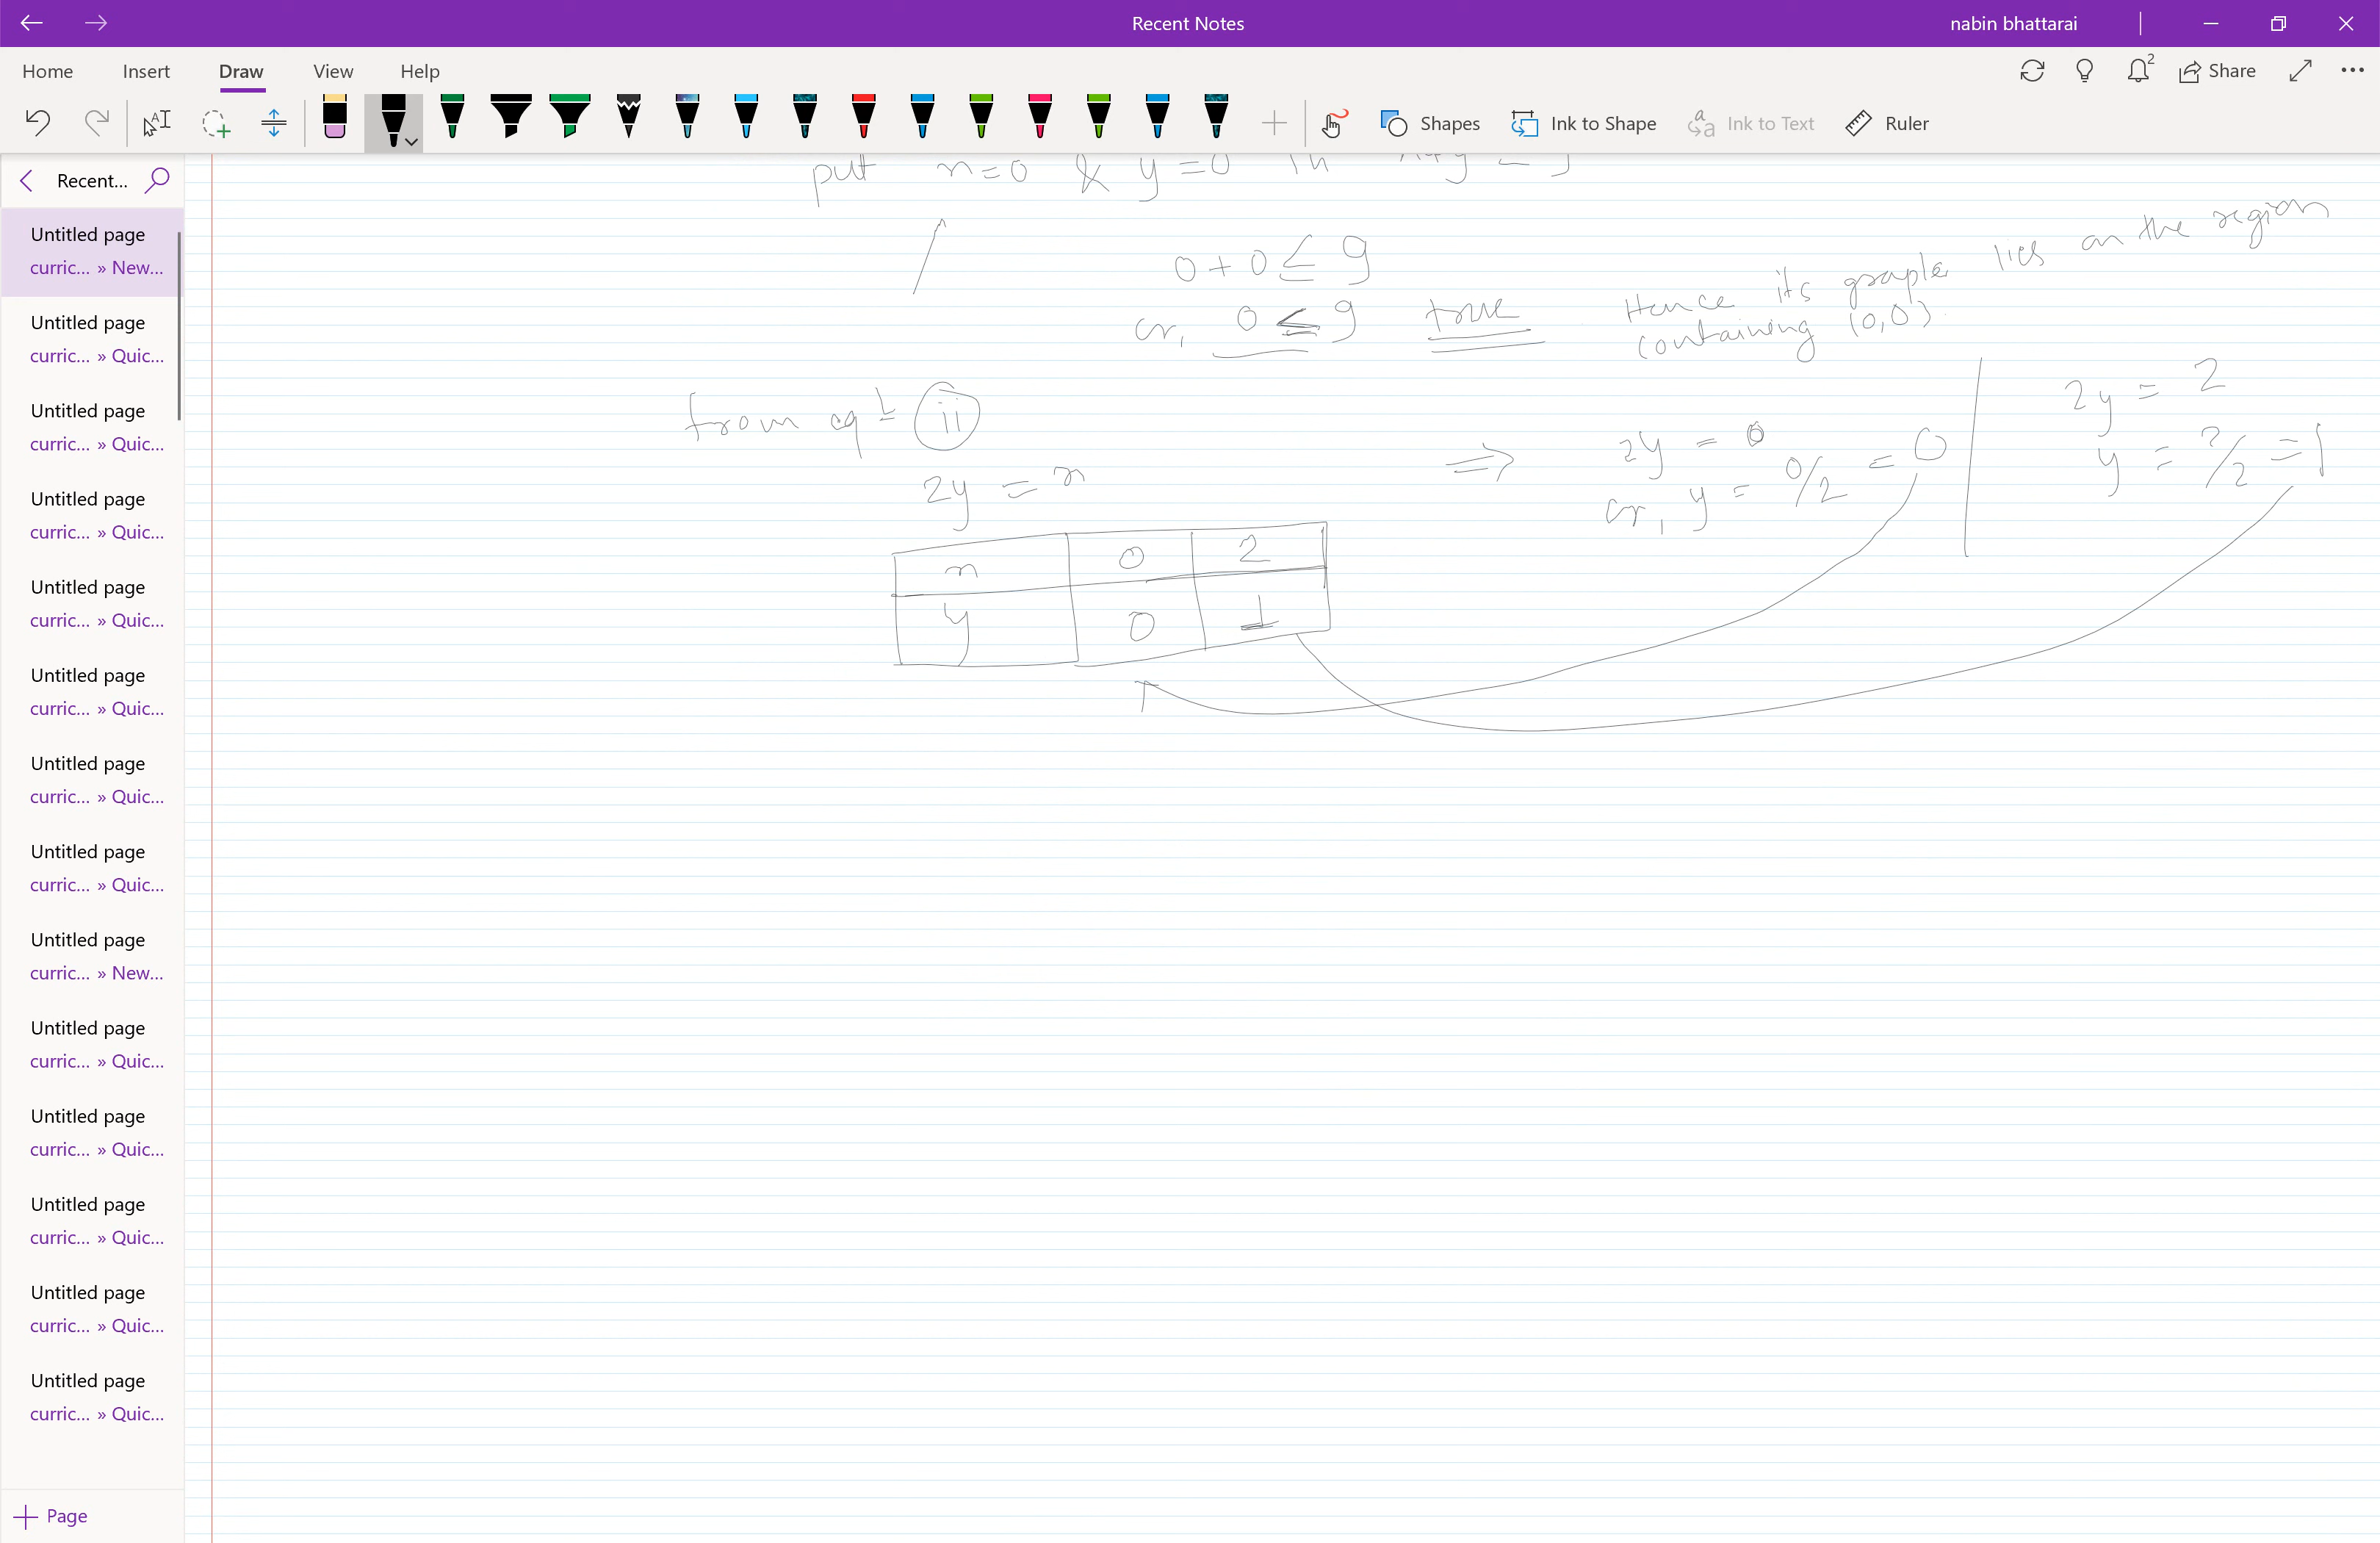 Recent Notes
nabin bhattarai
Home Insert Draw View Help
2
Share
Shapes Ink to Shape Ink to Text Ruler
Recent...
Untitled page
curric... » New...
Untitled page
curric... » Quic...
Untitled page
curric... » Quic...
Untitled page
curric... » Quic...
Untitled page
curric... » Quic...
Untitled page
curric... » Quic...
Untitled page
curric... » Quic...
Untitled page
curric... » Quic...
Untitled page
curric... » New...
Untitled page
curric... » Quic...
Untitled page
curric... » Quic...
Untitled page
curric... » Quic...
Untitled page
curric... » Quic...
Untitled page
curric... » Quic...
Page
put x=0 & y=0 in
0 + 0 ≤ 9
or, 0 ≤ 9 true
Hence its graph lies on the region
containing (0,0)
from eqn ii
2y = x
x 0 2
y 0 1
⇒ 2y = 0
or, y = 0/2 = 0
2y = 2
y = 2/2 = 1